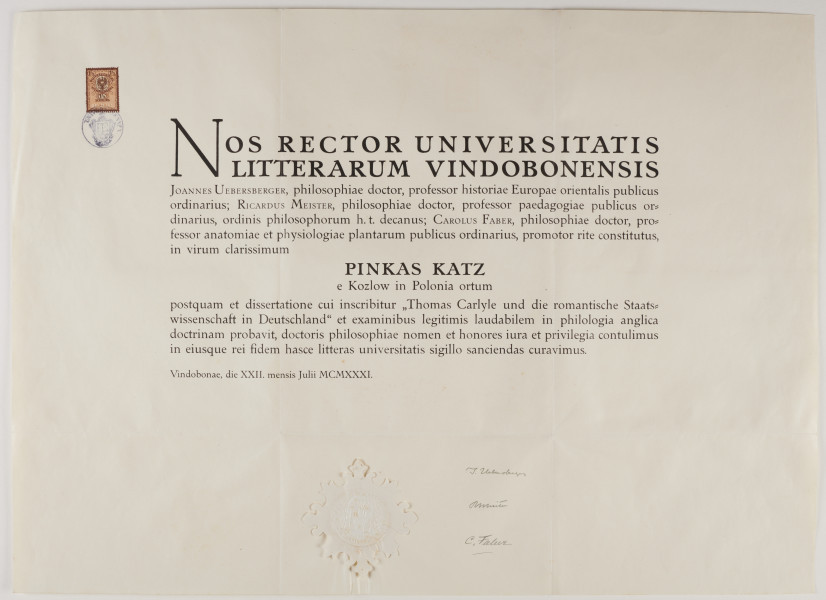 NOS RECTOR UNIVERSITATIS
LITTERARUM VINDOBONENSIS
JOANNES UEBERSBERGER, philosophiae doctor, professor historiae Europae orientalis publicus
ordinarius; RICARDUS MEISTER, philosophiae doctor, professor paedagogiae publicus or=
dinarius, ordinis philosophorum h. t. decanus; CAROLUS FABER, philosophiae doctor, pro=
fessor anatomiae et physiologiae plantarum publicus ordinarius, promotor rite constitutus,
in virum clarissimum
PINKAS KATZ
e Kozlow in Polonia ortum
postquam et dissertatione cui inscribitur „Thomas Carlyle und die romantische Staats=
wissenschaft in Deutschland“ et examinibus legitimis laudabilem in philologia anglica
doctrinam probavit, doctoris philosophiae nomen et honores iura et privilegia contulimus
in eiusque rei fidem hasce litteras universitatis sigillo sanciendas curavimus.
Vindobonae, die XXII. mensis Julii MCMXXXI.
C. Faber